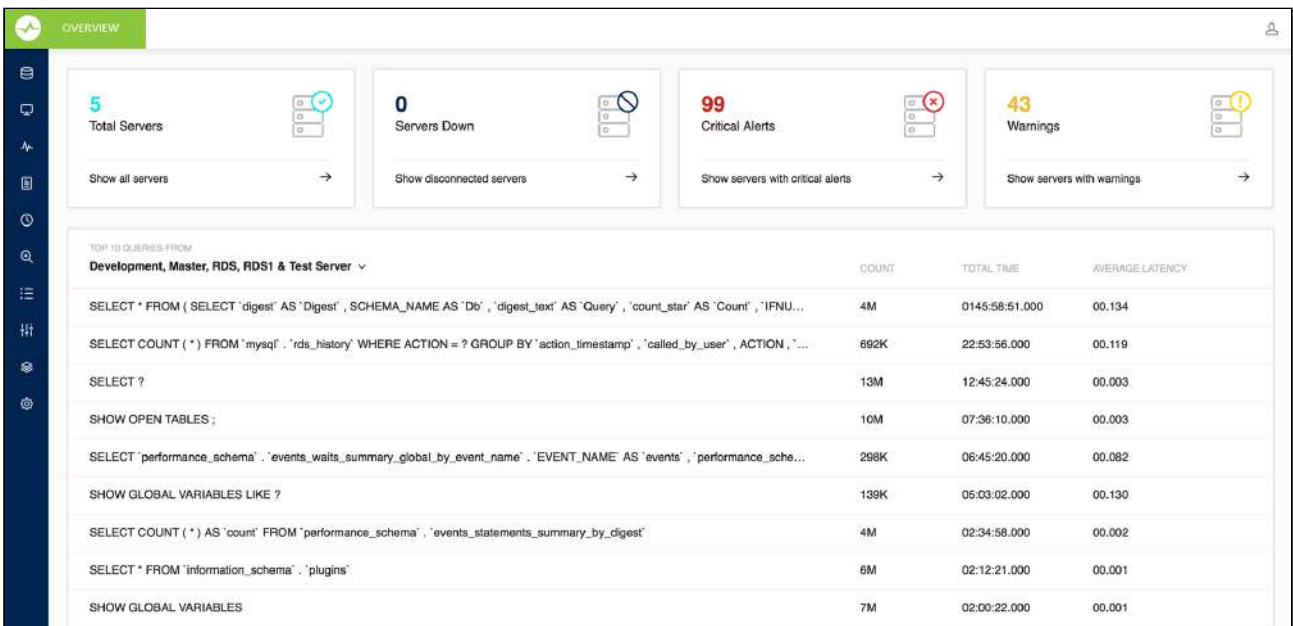 OVERVIEW
5
Total Servers
Show all servers
0
Servers Down
Show disconnected servers
99
Critical Alerts
Show servers with critical alerts
43
Warnings
Show servers with warnings
TOP 10 QUERIES FROM
Development, Master, RDS, RDS1 & Test Server
COUNT TOTAL TIME AVERAGE LATENCY
SELECT * FROM ( SELECT `digest` AS `Digest` , SCHEMA_NAME AS `Db` , `digest_text` AS `Query` , `count_star` AS `Count` , `IFNU... 4M 0145:58:51.000 00.134
SELECT COUNT ( * ) FROM `mysql` . `rds_history` WHERE ACTION = ? GROUP BY `action_timestamp` , `called_by_user` , ACTION , `... 692K 22:53:56.000 00.119
SELECT ? 13M 12:45:24.000 00.003
SHOW OPEN TABLES ; 10M 07:36:10.000 00.003
SELECT `performance_schema` . `events_waits_summary_global_by_event_name` . `EVENT_NAME` AS `events` , `performance_sche... 298K 06:45:20.000 00.082
SHOW GLOBAL VARIABLES LIKE ? 139K 05:03:02.000 00.130
SELECT COUNT ( * ) AS `count` FROM `performance_schema` . `events_statements_summary_by_digest` 4M 02:34:58.000 00.002
SELECT * FROM `information_schema` . `plugins` 6M 02:12:21.000 00.001
SHOW GLOBAL VARIABLES 7M 02:00:22.000 00.001